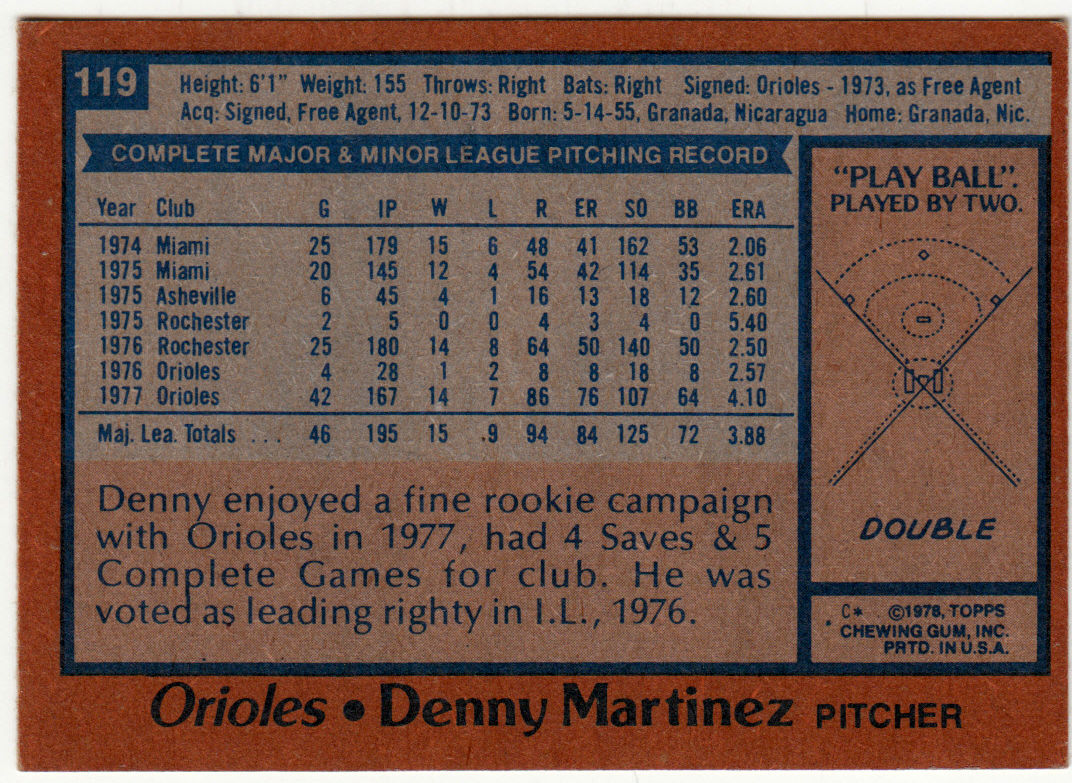 119
Height: 6'1" Weight: 155 Throws: Right Bats: Right Signed: Orioles - 1973, as Free Agent
Acq: Signed, Free Agent, 12-10-73 Born: 5-14-55, Granada, Nicaragua Home: Granada, Nic.
COMPLETE MAJOR & MINOR LEAGUE PITCHING RECORD
Year Club G IP W L R ER SO BB ERA
1974 Miami 25 179 15 6 48 41 162 53 2.06
1975 Miami 20 145 12 4 54 42 114 35 2.61
1975 Asheville 6 45 4 1 16 13 18 12 2.60
1975 Rochester 2 5 0 0 4 3 4 0 5.40
1976 Rochester 25 180 14 8 64 50 140 50 2.50
1976 Orioles 4 28 1 2 8 8 18 8 2.57
1977 Orioles 42 167 14 7 86 76 107 64 4.10
Maj. Lea. Totals ... 46 195 15 9 94 84 125 72 3.88
Denny enjoyed a fine rookie campaign
with Orioles in 1977, had 4 Saves & 5
Complete Games for club. He was
voted as leading righty in I.L., 1976.
"PLAY BALL".
PLAYED BY TWO.
DOUBLE
C* ©1978, TOPPS
CHEWING GUM, INC.
PRTD. IN U.S.A.
Orioles • Denny Martinez PITCHER